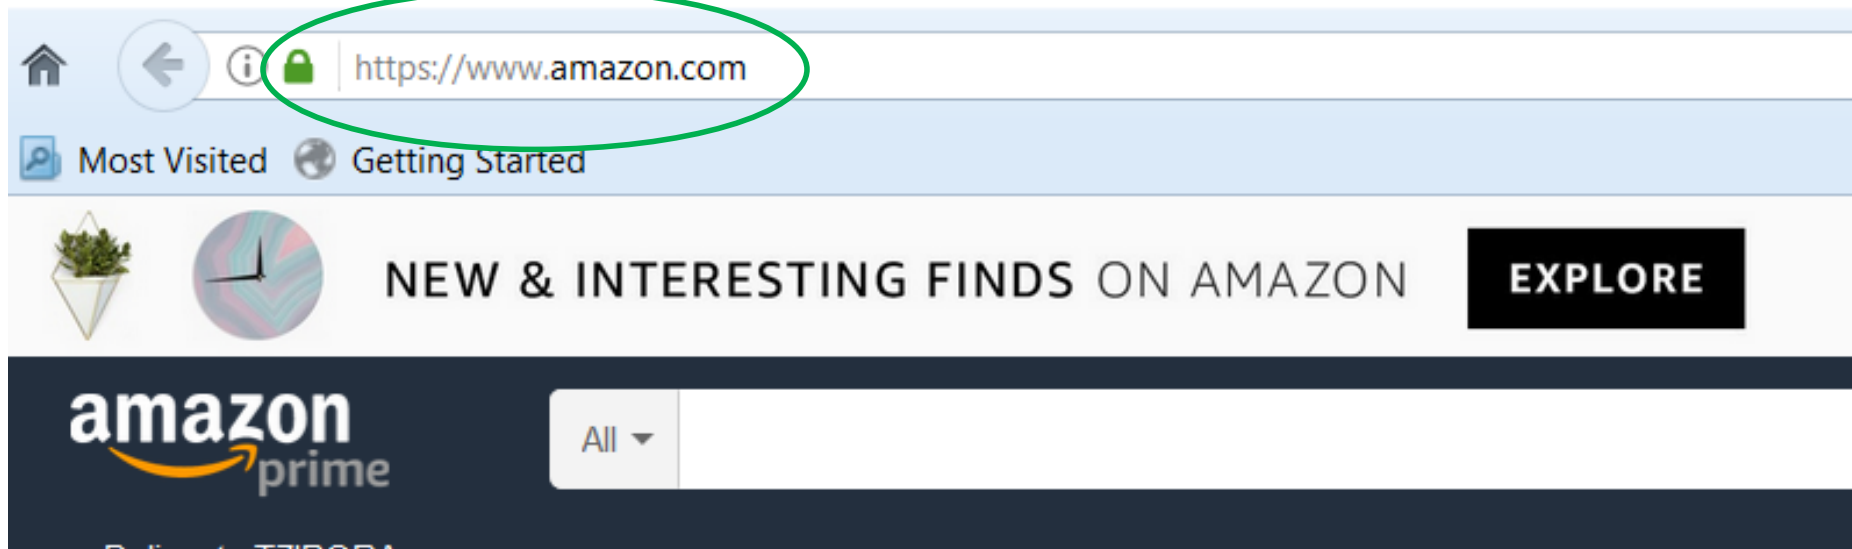 https://www.amazon.com
Most Visited Getting Started
NEW & INTERESTING FINDS ON AMAZON EXPLORE
amazon
prime
All